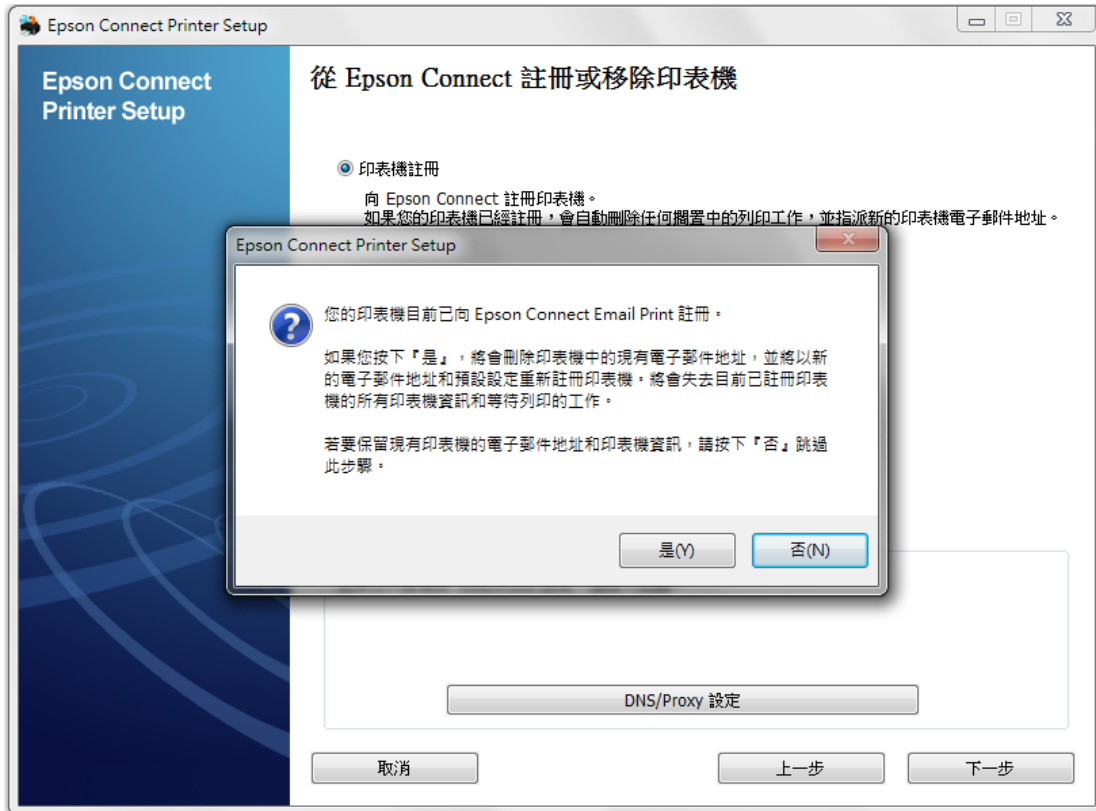 Epson Connect Printer Setup
Epson Connect
Printer Setup
從 Epson Connect 註冊或移除印表機
印表機註冊
向 Epson Connect 註冊印表機。
如果您的印表機已經註冊，會自動刪除任何擱置中的列印工作，並指派新的印表機電子郵件地址。
Epson Connect Printer Setup
您的印表機目前已向 Epson Connect Email Print 註冊。
如果您按下『是』，將會刪除印表機中的現有電子郵件地址，並將以新
的電子郵件地址和預設設定重新註冊印表機。將會失去目前已註冊印表
機的所有印表機資訊和等待列印的工作。
若要保留現有印表機的電子郵件地址和印表機資訊，請按下『否』跳過
此步驟。
是(Y)
否(N)
DNS/Proxy 設定
取消
上一步
下一步